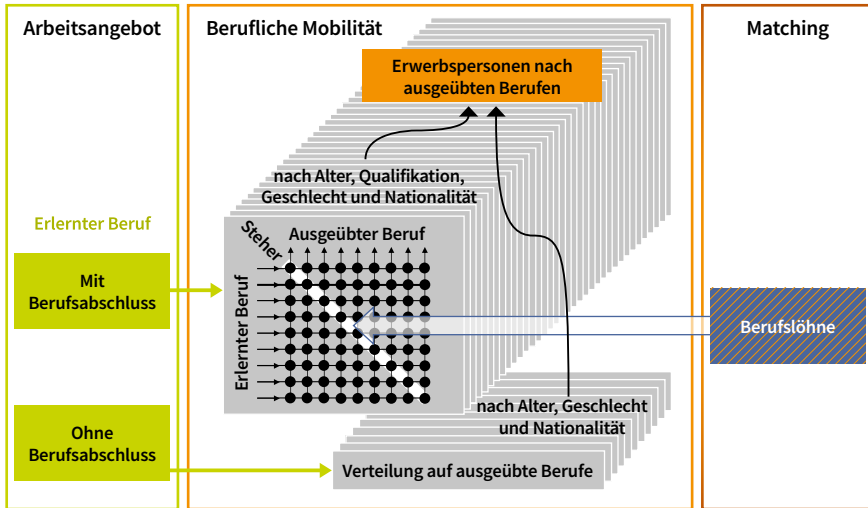 Arbeitsangebot
Berufliche Mobilität
Matching
Erwerbspersonen nach
ausgeübten Berufen
nach Alter, Qualifikation,
Geschlecht und Nationalität
Erlernter Beruf
Steher
Ausgeübter Beruf
Mit
Berufsabschluss
Erlernter Beruf
Berufslöhne
nach Alter, Geschlecht
und Nationalität
Ohne
Berufsabschluss
Verteilung auf ausgeübte Berufe